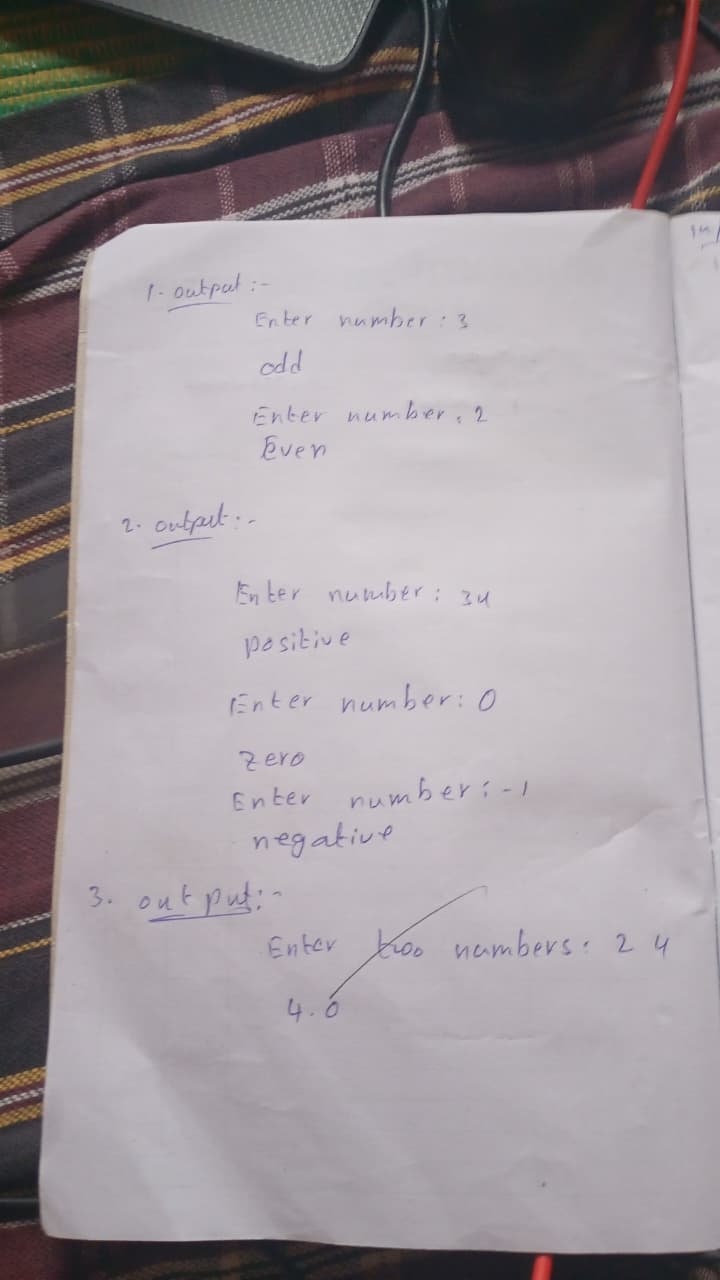 1. output :-
Enter number : 3
odd
Enter number : 2
Even
2. output :-
Enter number : 34
positive
Enter number : 0
zero
Enter number : -1
negative
3. output :-
Enter two numbers : 2 4
4.0